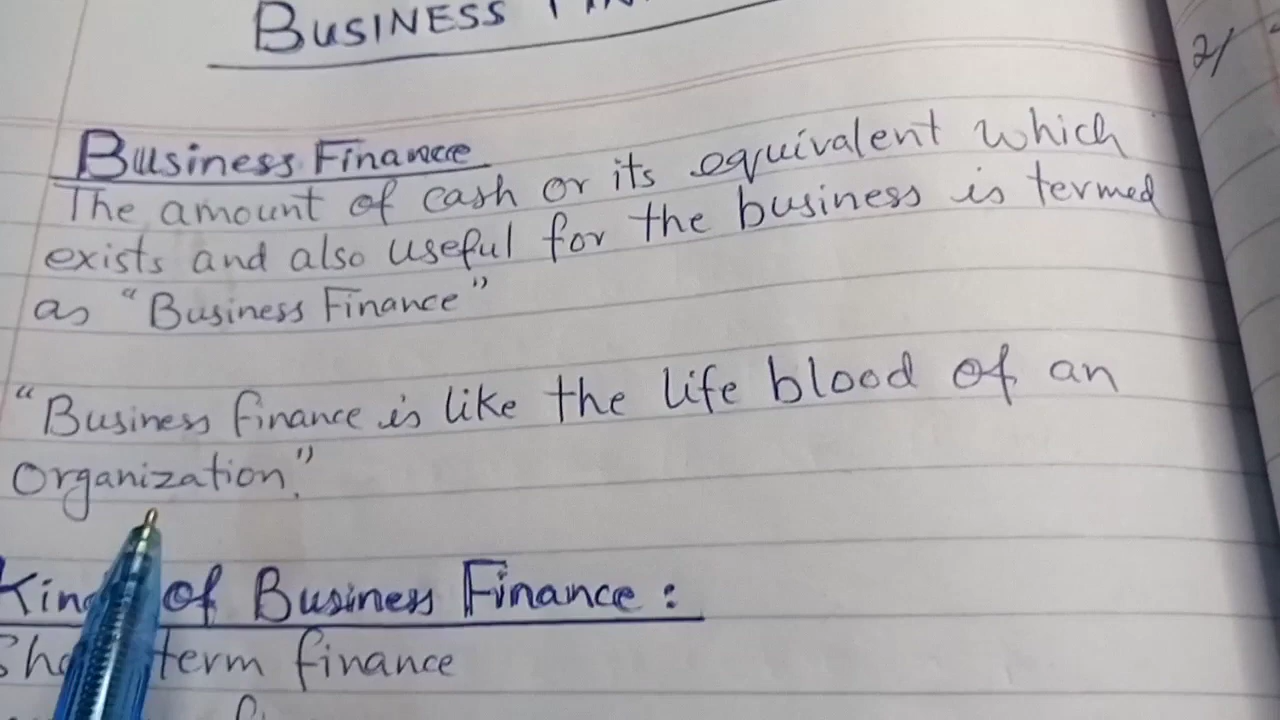 BUSINESS
2/
Business Finance
The amount of cash or its equivalent which
exists and also useful for the business is termed
as "Business Finance"
"Business finance is like the life blood of an
Organization."
of Business Finance :
term finance